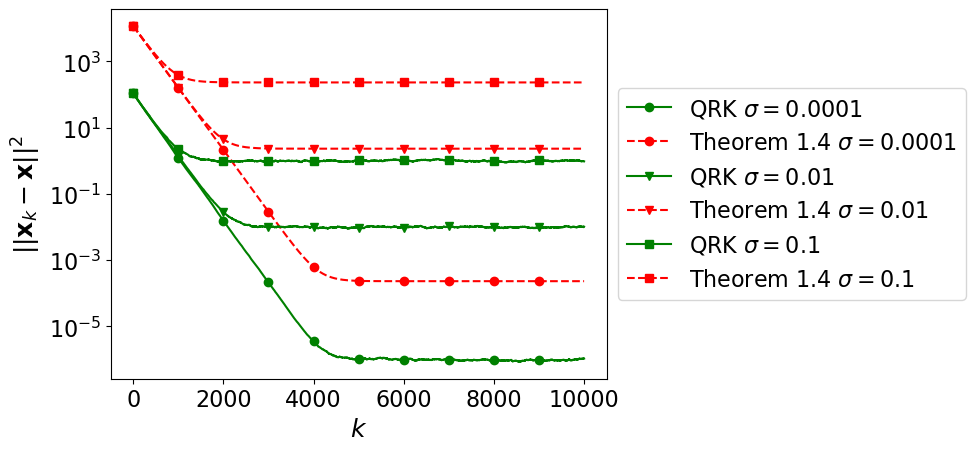 10^3
10^1
10^-1
10^-3
10^-5
||x_k − x||^2
0 2000 4000 6000 8000 10000
k
QRK σ = 0.0001
Theorem 1.4 σ = 0.0001
QRK σ = 0.01
Theorem 1.4 σ = 0.01
QRK σ = 0.1
Theorem 1.4 σ = 0.1